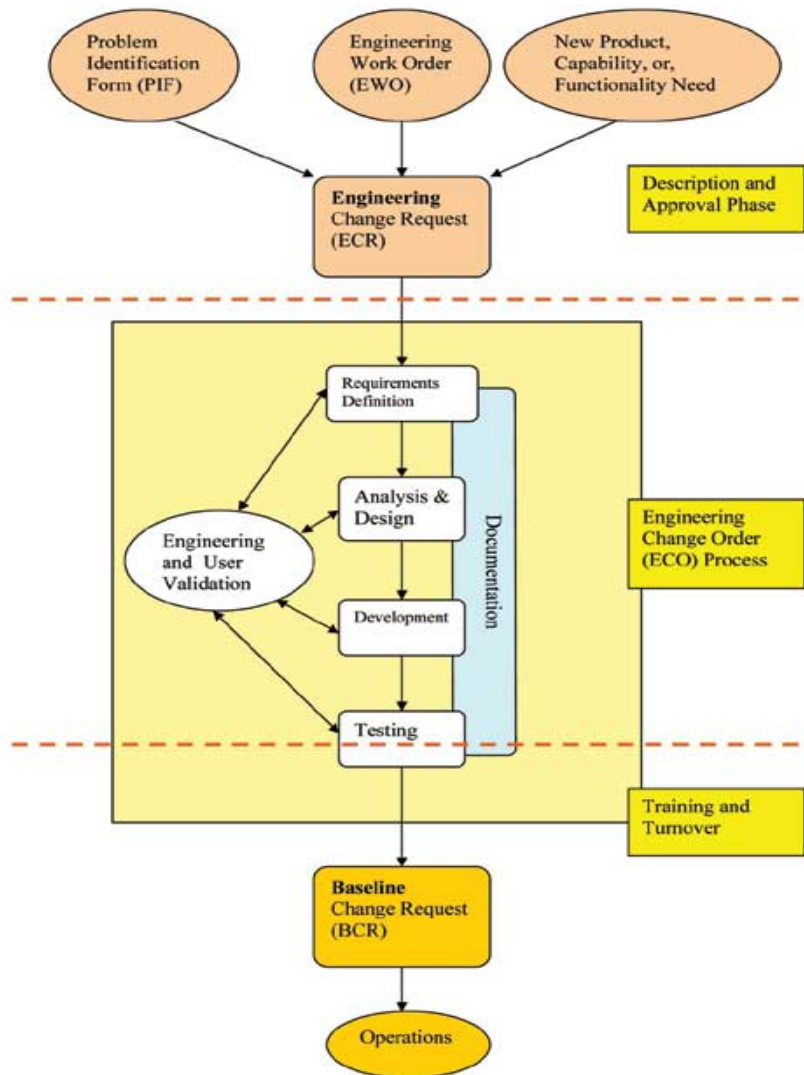 Problem
Identification
Form (PIF)
Engineering
Work Order
(EWO)
New Product,
Capability, or,
Functionality Need
Engineering
Change Request
(ECR)
Description and
Approval Phase
Requirements
Definition
Analysis &
Design
Engineering
and User
Validation
Documentation
Engineering
Change Order
(ECO) Process
Development
Testing
Training and
Turnover
Baseline
Change Request
(BCR)
Operations